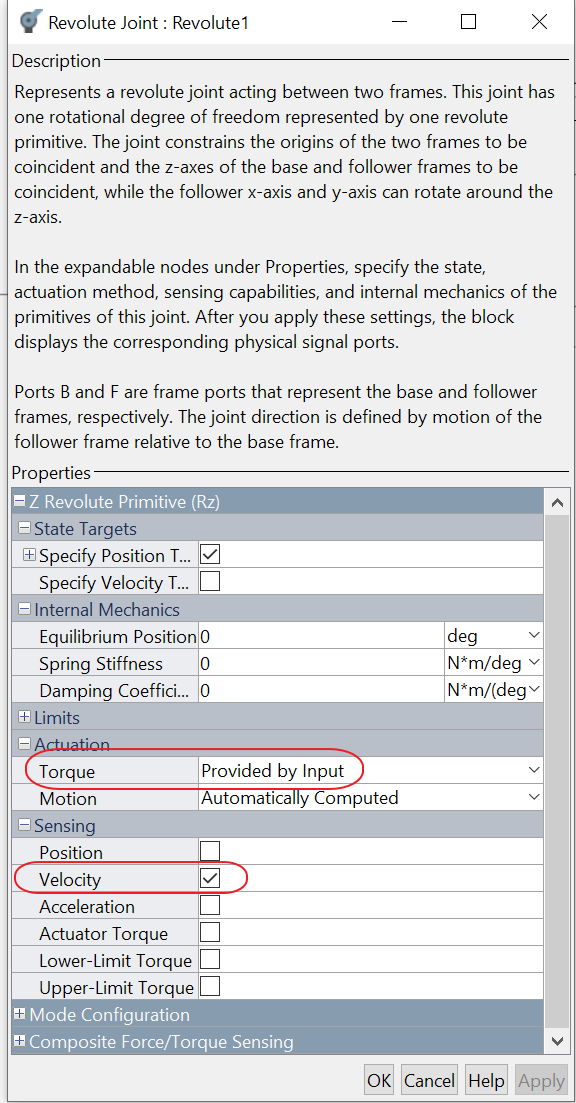 Revolute Joint : Revolute1
Description
Represents a revolute joint acting between two frames. This joint has
one rotational degree of freedom represented by one revolute
primitive. The joint constrains the origins of the two frames to be
coincident and the z-axes of the base and follower frames to be
coincident, while the follower x-axis and y-axis can rotate around the
z-axis.
In the expandable nodes under Properties, specify the state,
actuation method, sensing capabilities, and internal mechanics of the
primitives of this joint. After you apply these settings, the block
displays the corresponding physical signal ports.
Ports B and F are frame ports that represent the base and follower
frames, respectively. The joint direction is defined by motion of the
follower frame relative to the base frame.
Properties
Z Revolute Primitive (Rz)
State Targets
Specify Position T...
Specify Velocity T...
Internal Mechanics
Equilibrium Position 0 deg
Spring Stiffness 0 N*m/deg
Damping Coeffici... 0 N*m/(deg
Limits
Actuation
Torque Provided by Input
Motion Automatically Computed
Sensing
Position
Velocity
Acceleration
Actuator Torque
Lower-Limit Torque
Upper-Limit Torque
Mode Configuration
Composite Force/Torque Sensing
OK Cancel Help Apply